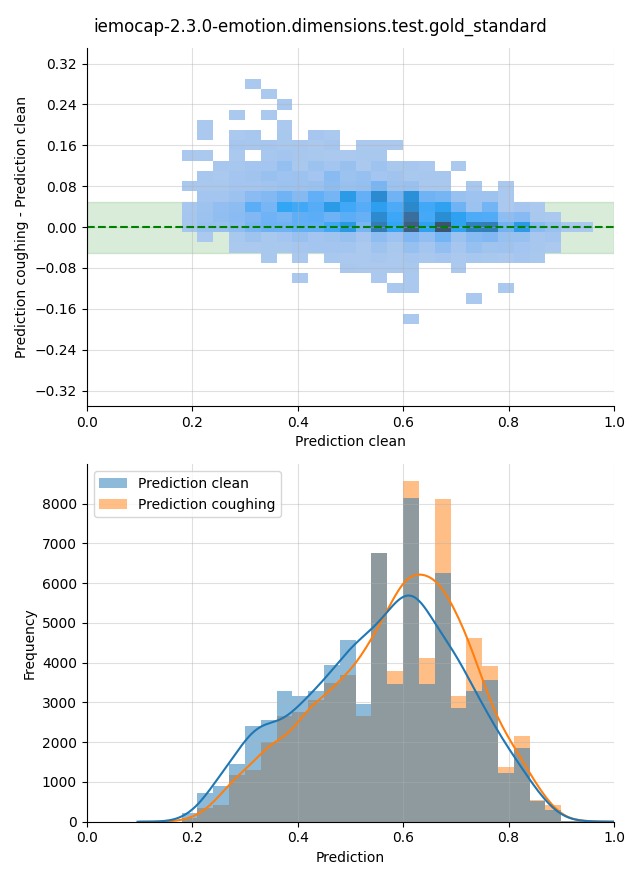 iemocap-2.3.0-emotion.dimensions.test.gold_standard
Prediction coughing - Prediction clean
0.32
0.24
0.16
0.08
0.00
−0.08
−0.16
−0.24
−0.32
0.0 0.2 0.4 0.6 0.8 1.0
Prediction clean
Prediction clean
Prediction coughing
Frequency
8000
7000
6000
5000
4000
3000
2000
1000
0
0.0 0.2 0.4 0.6 0.8 1.0
Prediction